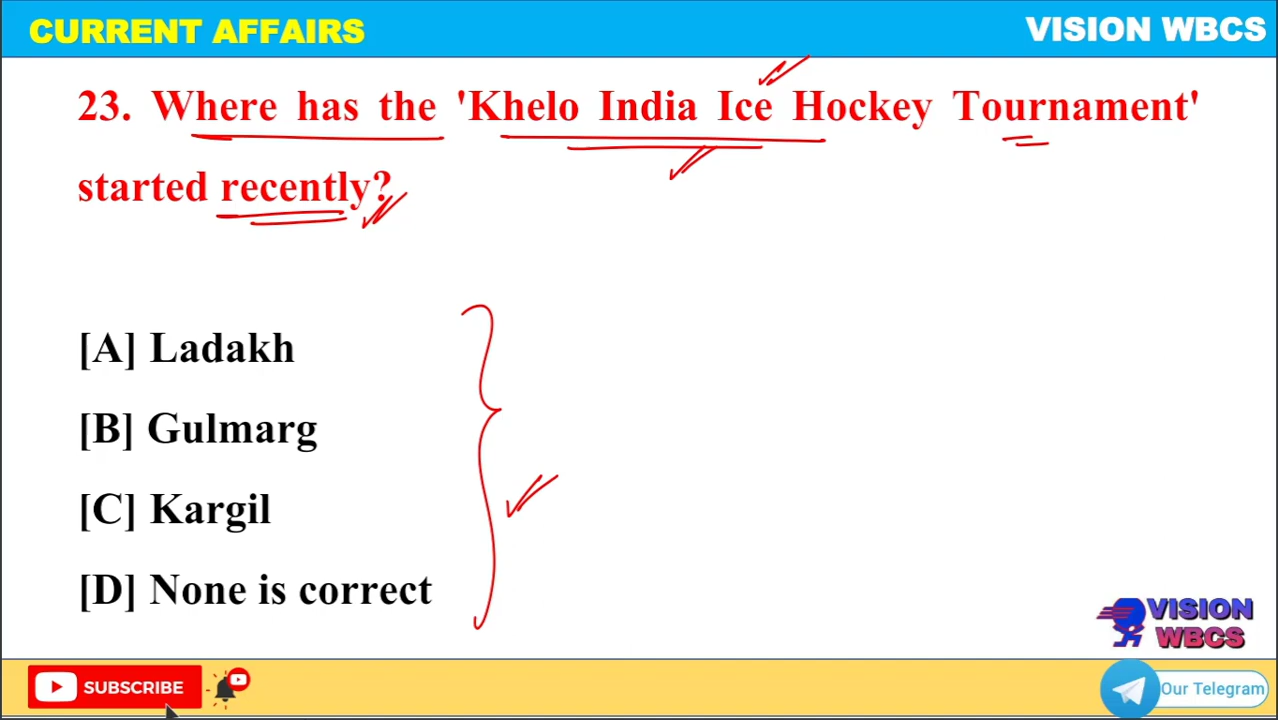 CURRENT AFFAIRS
VISION WBCS
23. Where has the 'Khelo India Ice Hockey Tournament'
started recently?
[A] Ladakh
[B] Gulmarg
[C] Kargil
[D] None is correct
VISION
WBCS
SUBSCRIBE
Our Telegram